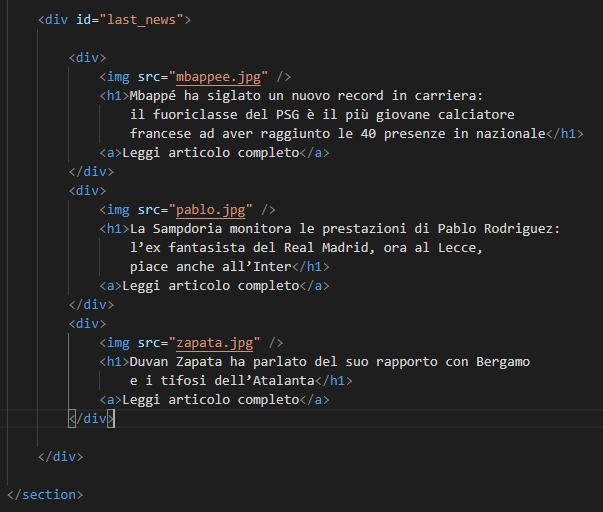 <div id="last_news">
<div>
<img src="mbappee.jpg" />
<h1>Mbappé ha siglato un nuovo record in carriera:
il fuoriclasse del PSG è il più giovane calciatore
francese ad aver raggiunto le 40 presenze in nazionale</h1>
<a>Leggi articolo completo</a>
</div>
<div>
<img src="pablo.jpg" />
<h1>La Sampdoria monitora le prestazioni di Pablo Rodriguez:
l’ex fantasista del Real Madrid, ora al Lecce,
piace anche all’Inter</h1>
<a>Leggi articolo completo</a>
</div>
<div>
<img src="zapata.jpg" />
<h1>Duvan Zapata ha parlato del suo rapporto con Bergamo
e i tifosi dell’Atalanta</h1>
<a>Leggi articolo completo</a>
</div>
</div>
</section>